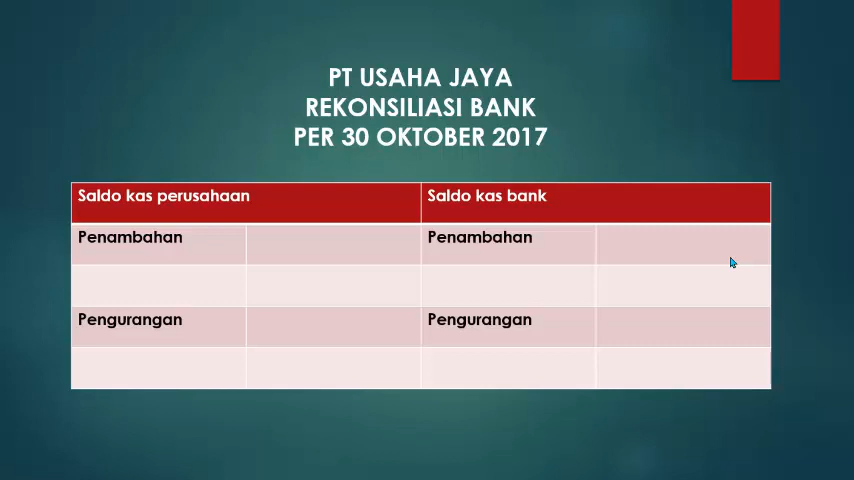 PT USAHA JAYA
REKONSILIASI BANK
PER 30 OKTOBER 2017
Saldo kas perusahaan Saldo kas bank
Penambahan Penambahan
Pengurangan Pengurangan